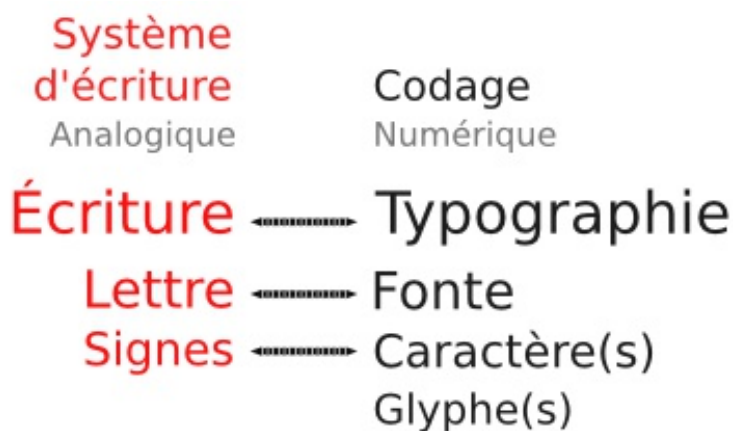 Système
d'écriture Codage
Analogique Numérique
Écriture Typographie
Lettre Fonte
Signes Caractère(s)
Glyphe(s)